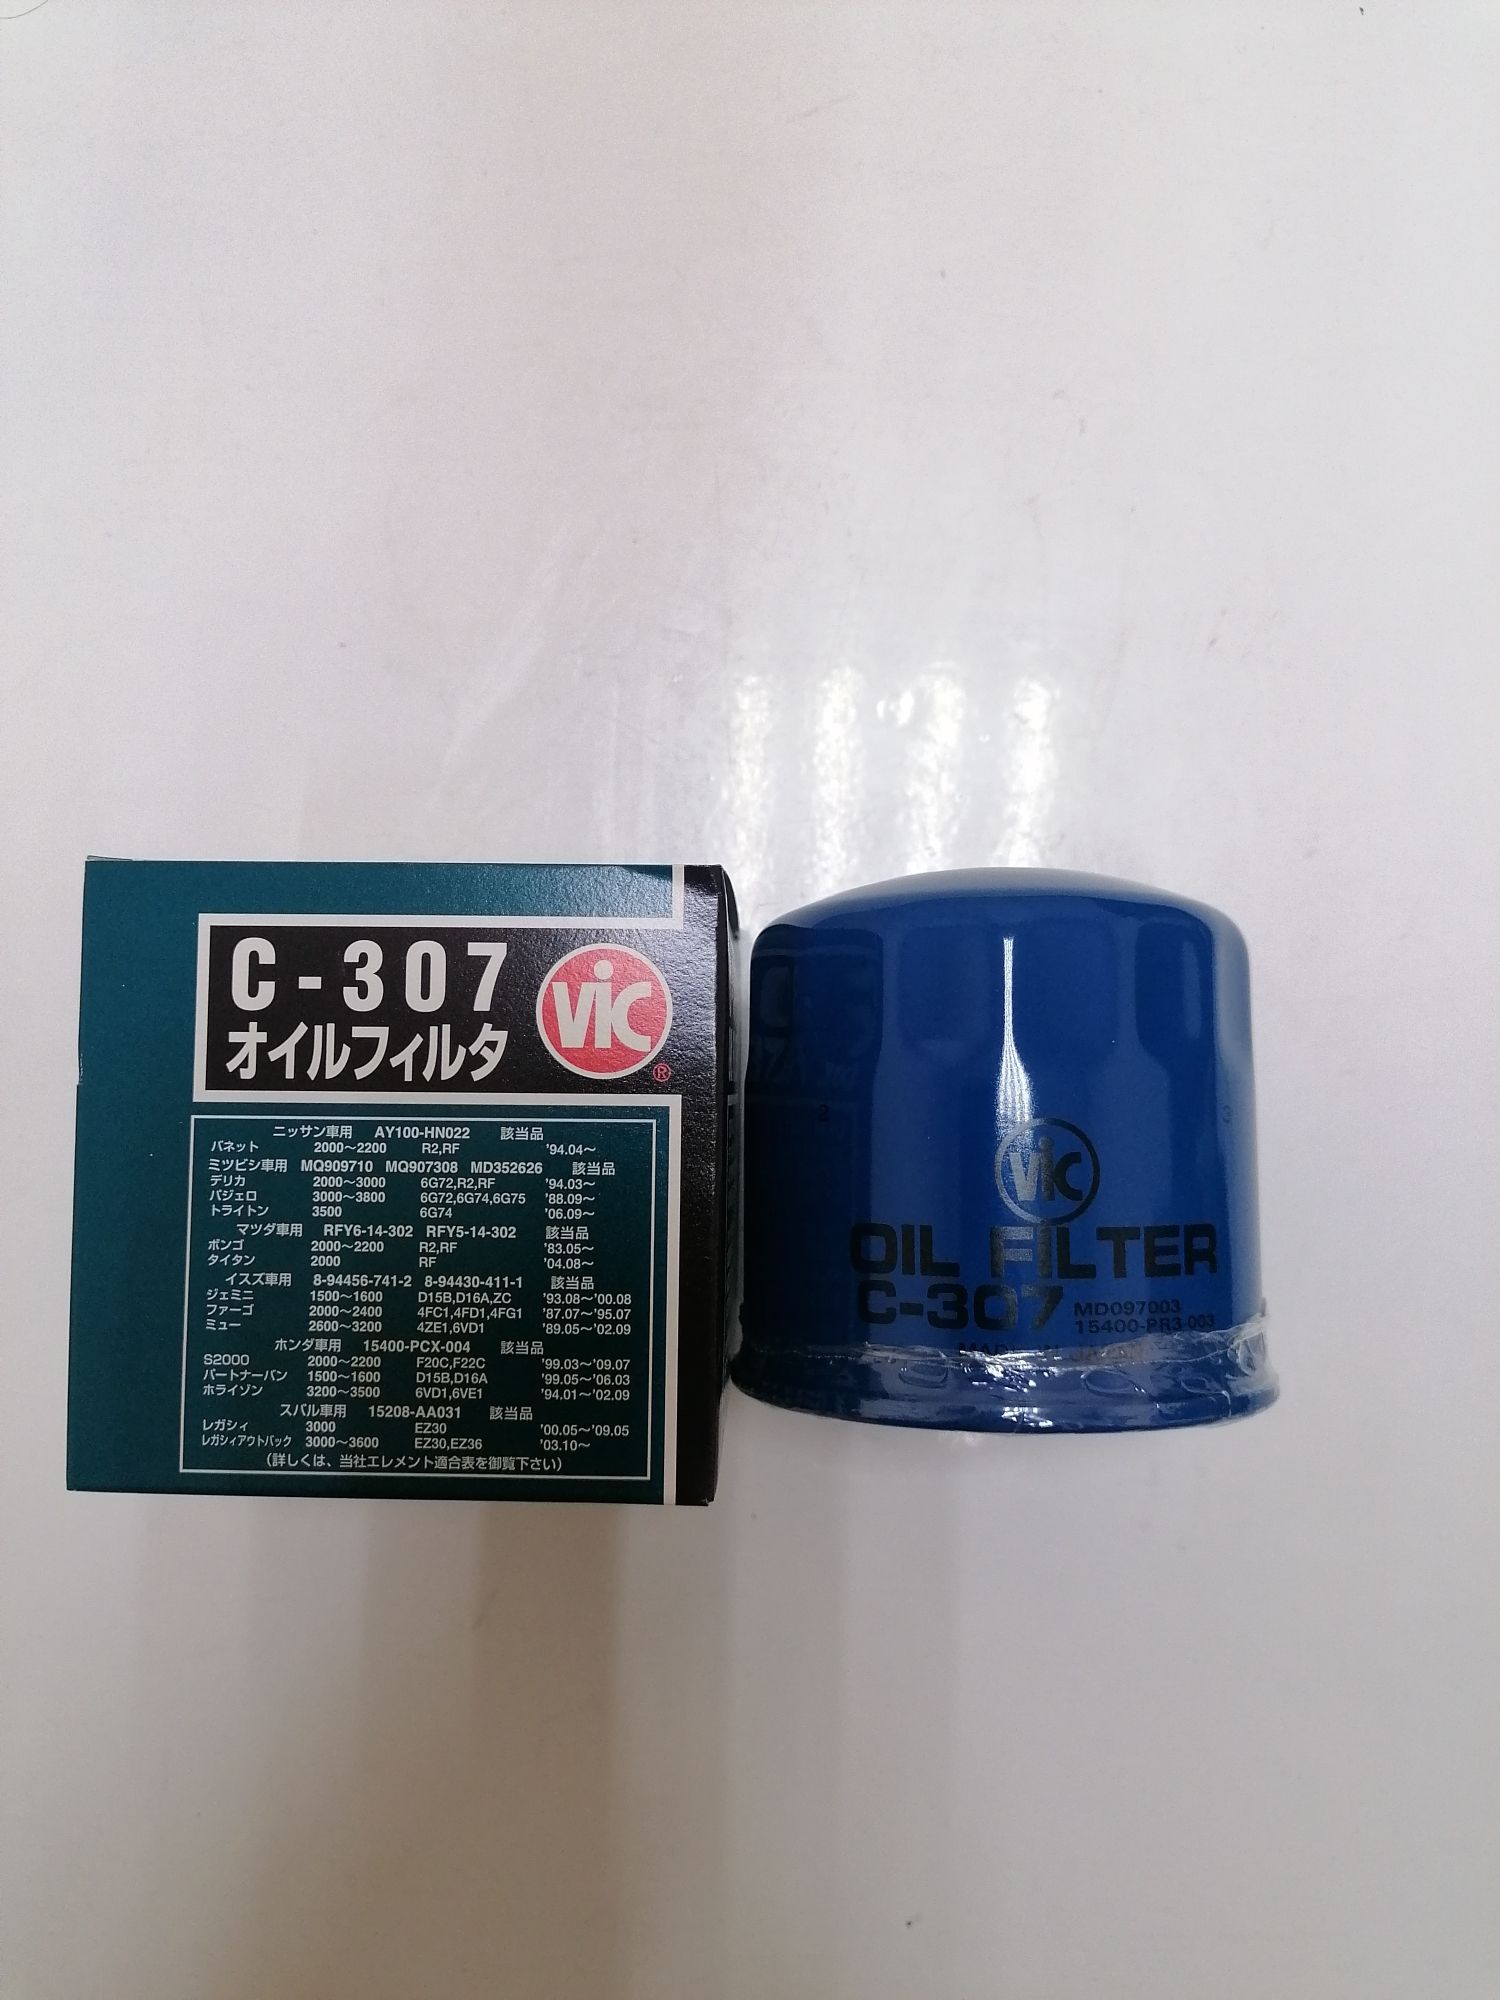 C-307
オイルフィルタ
ViC
®
ニッサン車用 AY100-HN022 該当品
バネット 2000～2200 R2,RF '94.04～
ミツビシ車用 MQ909710 MQ907308 MD352626 該当品
デリカ 2000～3000 6G72,R2,RF '94.03～
パジェロ 3000～3800 6G72,6G74,6G75 '88.09～
トライトン 3500 6G74 '06.09～
マツダ車用 RFY6-14-302 RFY5-14-302 該当品
ボンゴ 2000～2200 R2,RF '83.05～
タイタン 2000 RF '04.08～
イスズ車用 8-94456-741-2 8-94430-411-1 該当品
ジェミニ 1500～1600 D15B,D16A,ZC '93.08～'00.08
ファーゴ 2000～2400 4FC1,4FD1,4FG1 '87.07～'95.07
ミュー 2600～3200 4ZE1,6VD1 '89.05～'02.09
ホンダ車用 15400-PCX-004 該当品
S2000 2000～2200 F20C,F22C '99.03～'09.07
パートナーバン 1500～1600 D15B,D16A '99.05～'06.03
ホライゾン 3200～3500 6VD1,6VE1 '94.01～'02.09
スバル車用 15208-AA031 該当品
レガシィ 3000 EZ30 '00.05～'09.05
レガシィアウトバック 3000～3600 EZ30,EZ36 '03.10～
（詳しくは、当社エレメント適合表を御覧下さい）
2
3
ViC
OIL FILTER
C-307 MD097003
15400-PR3-003
MADE IN JAPAN